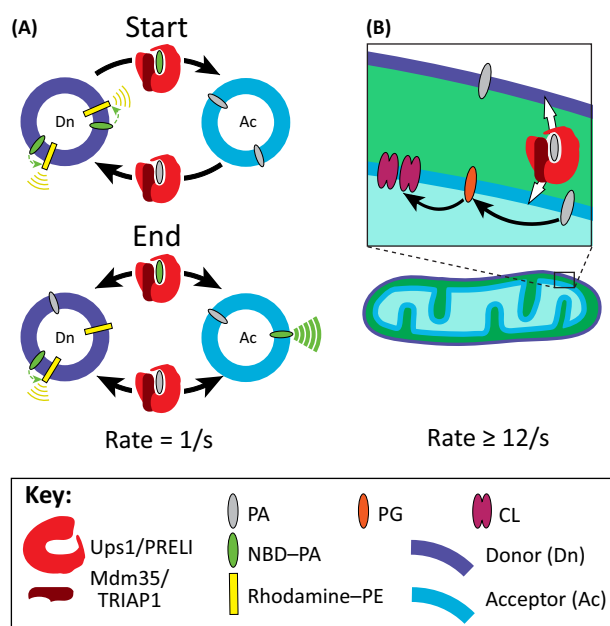 (A)
Start
Dn
Ac
End
Dn
Ac
Rate = 1/s
(B)
Rate ≥ 12/s
Key:
Ups1/PRELI
Mdm35/
TRIAP1
PA
NBD–PA
Rhodamine–PE
PG
CL
Donor (Dn)
Acceptor (Ac)